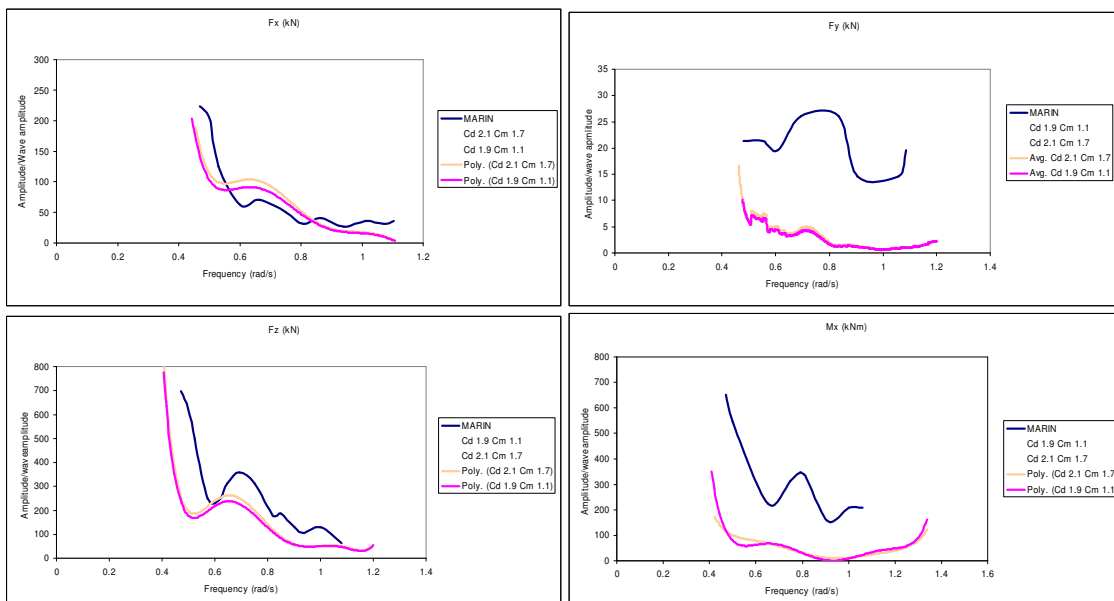 Fx (kN)
Amplitude/Wave amplitude
300
250
200
150
100
50
0
0 0.2 0.4 0.6 0.8 1 1.2
Frequency (rad/s)
MARIN
Cd 2.1 Cm 1.7
Cd 1.9 Cm 1.1
Poly. (Cd 2.1 Cm 1.7)
Poly. (Cd 1.9 Cm 1.1)
Fy (kN)
Amplitude/wave apmlitude
35
30
25
20
15
10
5
0
0 0.2 0.4 0.6 0.8 1 1.2 1.4
Frequency (rad/s)
MARIN
Cd 1.9 Cm 1.1
Cd 2.1 Cm 1.7
Avg. Cd 2.1 Cm 1.7
Avg. Cd 1.9 Cm 1.1
Fz (kN)
Amplitude/waveamplitude
800
700
600
500
400
300
200
100
0
0 0.2 0.4 0.6 0.8 1 1.2 1.4
Frequency (rad/s)
MARIN
Cd 1.9 Cm 1.1
Cd 2.1 Cm 1.7
Poly. (Cd 2.1 Cm 1.7)
Poly. (Cd 1.9 Cm 1.1)
Mx (kNm)
Amplitude/wave amplitude
800
700
600
500
400
300
200
100
0
0 0.2 0.4 0.6 0.8 1 1.2 1.4 1.6
Frequency (rad/s)
MARIN
Cd 1.9 Cm 1.1
Cd 2.1 Cm 1.7
Poly. (Cd 2.1 Cm 1.7
Poly. (Cd 1.9 Cm 1.1